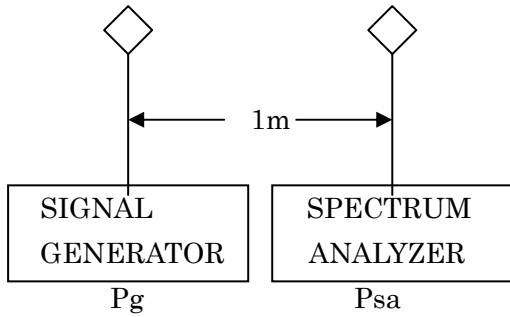 1m
SIGNAL
GENERATOR
SPECTRUM
ANALYZER
Pg
Psa